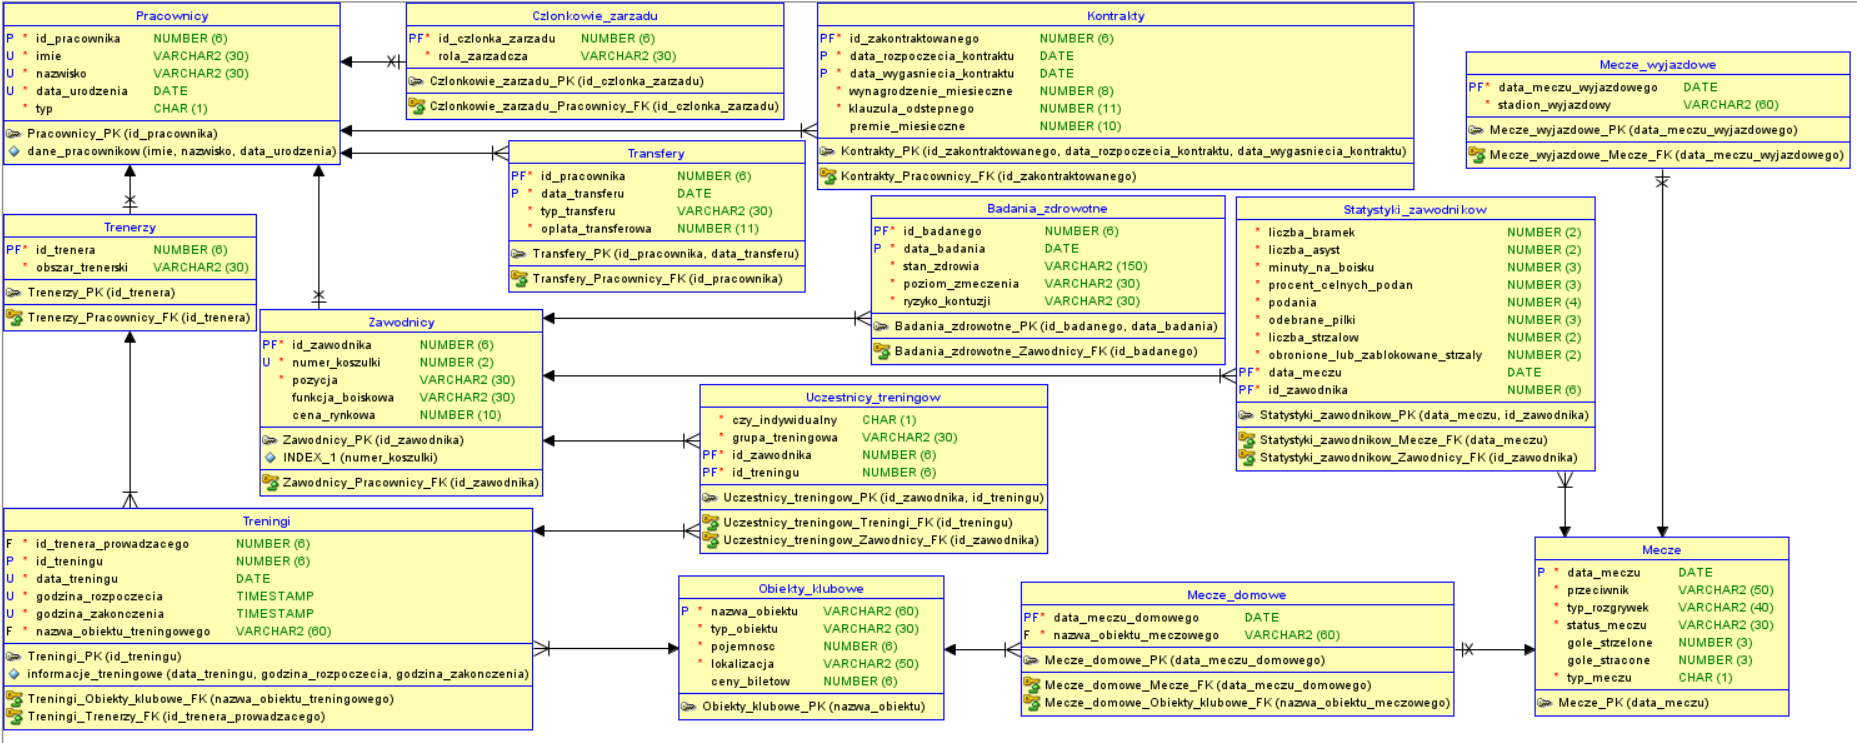 Pracownicy
P * id_pracownika NUMBER (6)
U * imie VARCHAR2 (30)
U * nazwisko VARCHAR2 (30)
U * data_urodzenia DATE
* typ CHAR (1)
Pracownicy_PK (id_pracownika)
dane_pracownikow (imie, nazwisko, data_urodzenia)
Czlonkowie_zarzadu
PF* id_czlonka_zarzadu NUMBER (6)
* rola_zarzadcza VARCHAR2 (30)
Czlonkowie_zarzadu_PK (id_czlonka_zarzadu)
Czlonkowie_zarzadu_Pracownicy_FK (id_czlonka_zarzadu)
Kontrakty
PF* id_zakontraktowanego NUMBER (6)
P * data_rozpoczecia_kontraktu DATE
P * data_wygasniecia_kontraktu DATE
* wynagrodzenie_miesieczne NUMBER (8)
* klauzula_odstepnego NUMBER (11)
premie_miesieczne NUMBER (10)
Kontrakty_PK (id_zakontraktowanego, data_rozpoczecia_kontraktu, data_wygasniecia_kontraktu)
Kontrakty_Pracownicy_FK (id_zakontraktowanego)
Mecze_wyjazdowe
PF* data_meczu_wyjazdowego DATE
* stadion_wyjazdowy VARCHAR2 (60)
Mecze_wyjazdowe_PK (data_meczu_wyjazdowego)
Mecze_wyjazdowe_Mecze_FK (data_meczu_wyjazdowego)
Transfery
PF* id_pracownika NUMBER (6)
P * data_transferu DATE
* typ_transferu VARCHAR2 (30)
* oplata_transferowa NUMBER (11)
Transfery_PK (id_pracownika, data_transferu)
Transfery_Pracownicy_FK (id_pracownika)
Trenerzy
PF* id_trenera NUMBER (6)
* obszar_trenerski VARCHAR2 (30)
Trenerzy_PK (id_trenera)
Trenerzy_Pracownicy_FK (id_trenera)
Badania_zdrowotne
PF* id_badanego NUMBER (6)
P * data_badania DATE
* stan_zdrowia VARCHAR2 (150)
* poziom_zmeczenia VARCHAR2 (30)
* ryzyko_kontuzji VARCHAR2 (30)
Badania_zdrowotne_PK (id_badanego, data_badania)
Badania_zdrowotne_Zawodnicy_FK (id_badanego)
Statystyki_zawodnikow
* liczba_bramek NUMBER (2)
* liczba_asyst NUMBER (2)
* minuty_na_boisku NUMBER (3)
* procent_celnych_podan NUMBER (3)
* podania NUMBER (4)
* odebrane_pilki NUMBER (3)
* liczba_strzalow NUMBER (2)
* obronione_lub_zablokowane_strzaly NUMBER (2)
PF* data_meczu DATE
PF* id_zawodnika NUMBER (6)
Statystyki_zawodnikow_PK (data_meczu, id_zawodnika)
Statystyki_zawodnikow_Mecze_FK (data_meczu)
Statystyki_zawodnikow_Zawodnicy_FK (id_zawodnika)
Zawodnicy
PF* id_zawodnika NUMBER (6)
U * numer_koszulki NUMBER (2)
* pozycja VARCHAR2 (30)
funkcja_boiskowa VARCHAR2 (30)
cena_rynkowa NUMBER (10)
Zawodnicy_PK (id_zawodnika)
INDEX_1 (numer_koszulki)
Zawodnicy_Pracownicy_FK (id_zawodnika)
Uczestnicy_treningow
* czy_indywidualny CHAR (1)
* grupa_treningowa VARCHAR2 (30)
PF* id_zawodnika NUMBER (6)
PF* id_treningu NUMBER (6)
Uczestnicy_treningow_PK (id_zawodnika, id_treningu)
Uczestnicy_treningow_Treningi_FK (id_treningu)
Uczestnicy_treningow_Zawodnicy_FK (id_zawodnika)
Treningi
F * id_trenera_prowadzacego NUMBER (6)
P * id_treningu NUMBER (6)
U * data_treningu DATE
U * godzina_rozpoczecia TIMESTAMP
U * godzina_zakonczenia TIMESTAMP
F * nazwa_obiektu_treningowego VARCHAR2 (60)
Treningi_PK (id_treningu)
informacje_treningowe (data_treningu, godzina_rozpoczecia, godzina_zakonczenia)
Treningi_Obiekty_klubowe_FK (nazwa_obiektu_treningowego)
Treningi_Trenerzy_FK (id_trenera_prowadzacego)
Obiekty_klubowe
P * nazwa_obiektu VARCHAR2 (60)
* typ_obiektu VARCHAR2 (30)
* pojemnosc NUMBER (6)
* lokalizacja VARCHAR2 (50)
ceny_biletow NUMBER (6)
Obiekty_klubowe_PK (nazwa_obiektu)
Mecze_domowe
PF* data_meczu_domowego DATE
F * nazwa_obiektu_meczowego VARCHAR2 (60)
Mecze_domowe_PK (data_meczu_domowego)
Mecze_domowe_Mecze_FK (data_meczu_domowego)
Mecze_domowe_Obiekty_klubowe_FK (nazwa_obiektu_meczowego)
Mecze
P * data_meczu DATE
* przeciwnik VARCHAR2 (50)
* typ_rozgrywek VARCHAR2 (40)
* status_meczu VARCHAR2 (30)
gole_strzelone NUMBER (3)
gole_stracone NUMBER (3)
* typ_meczu CHAR (1)
Mecze_PK (data_meczu)